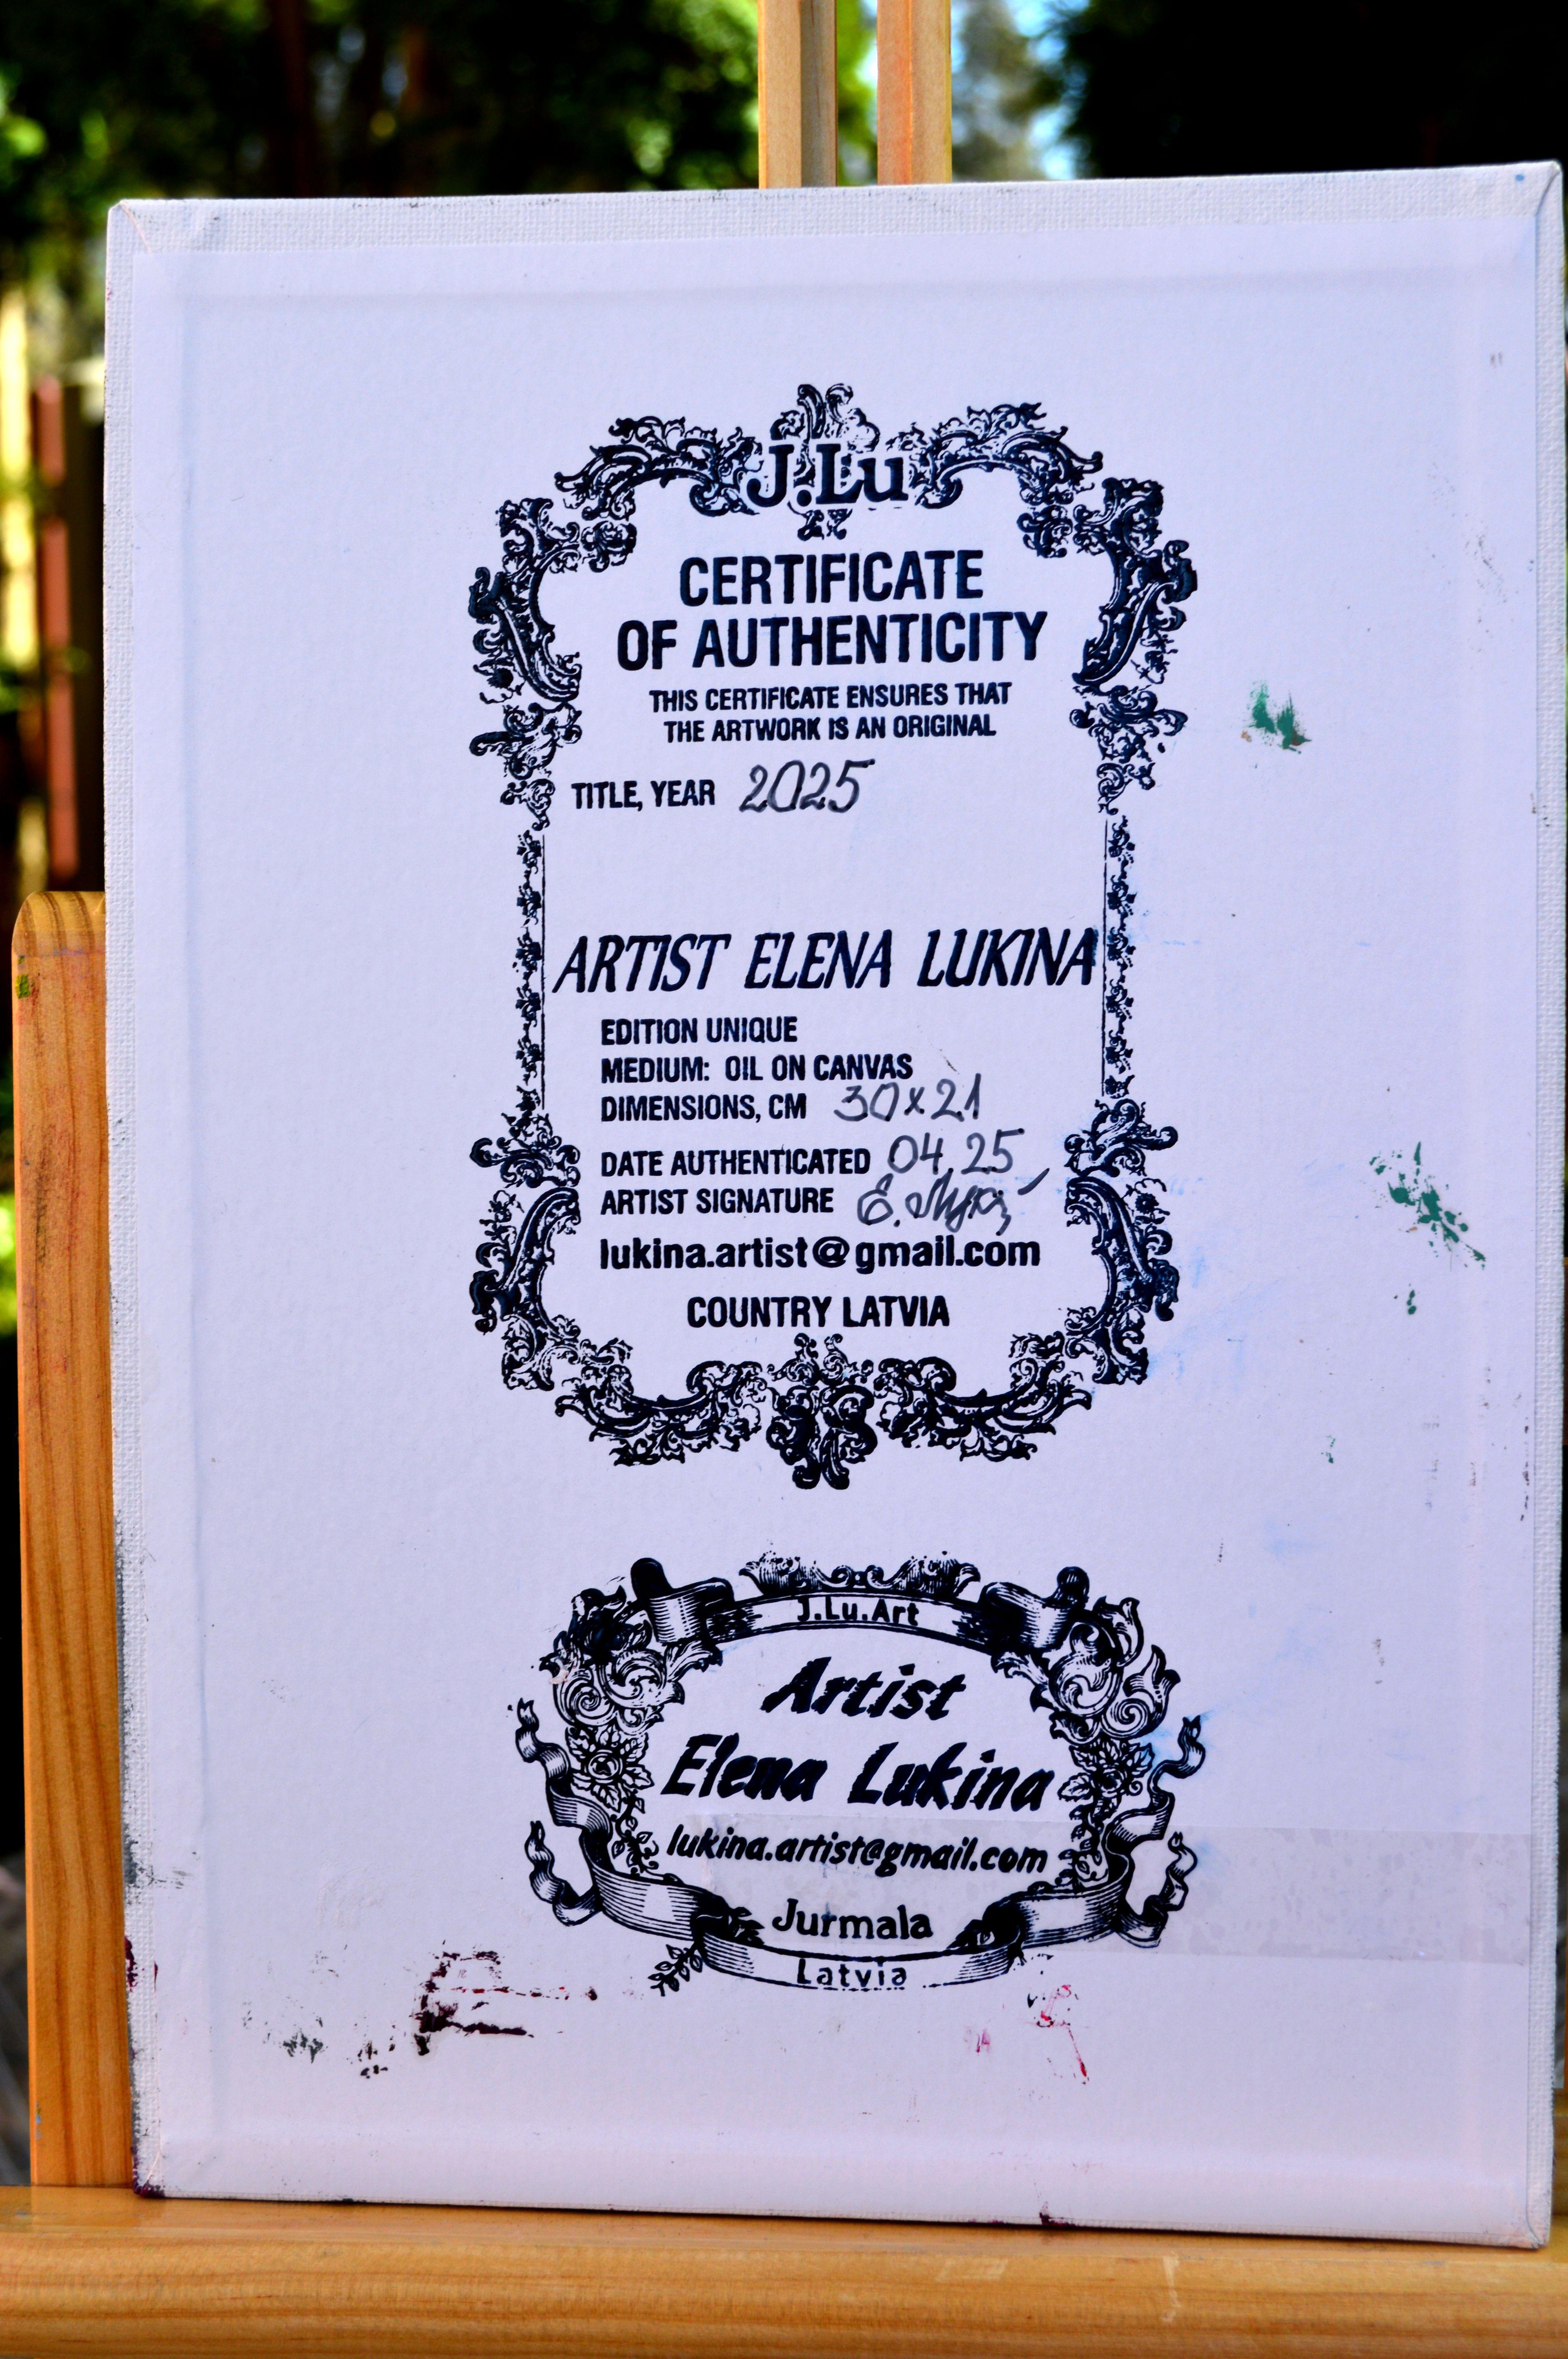 J.Lu
CERTIFICATE
OF AUTHENTICITY
THIS CERTIFICATE ENSURES THAT
THE ARTWORK IS AN ORIGINAL
TITLE, YEAR 2025
ARTIST ELENA LUKINA
EDITION UNIQUE
MEDIUM: OIL ON CANVAS
DIMENSIONS, CM 30x21
DATE AUTHENTICATED 04.25
ARTIST SIGNATURE
lukina.artist@gmail.com
COUNTRY LATVIA
J.Lu.Art
Artist
Elena Lukina
lukina.artist@gmail.com
Jurmala
Latvia